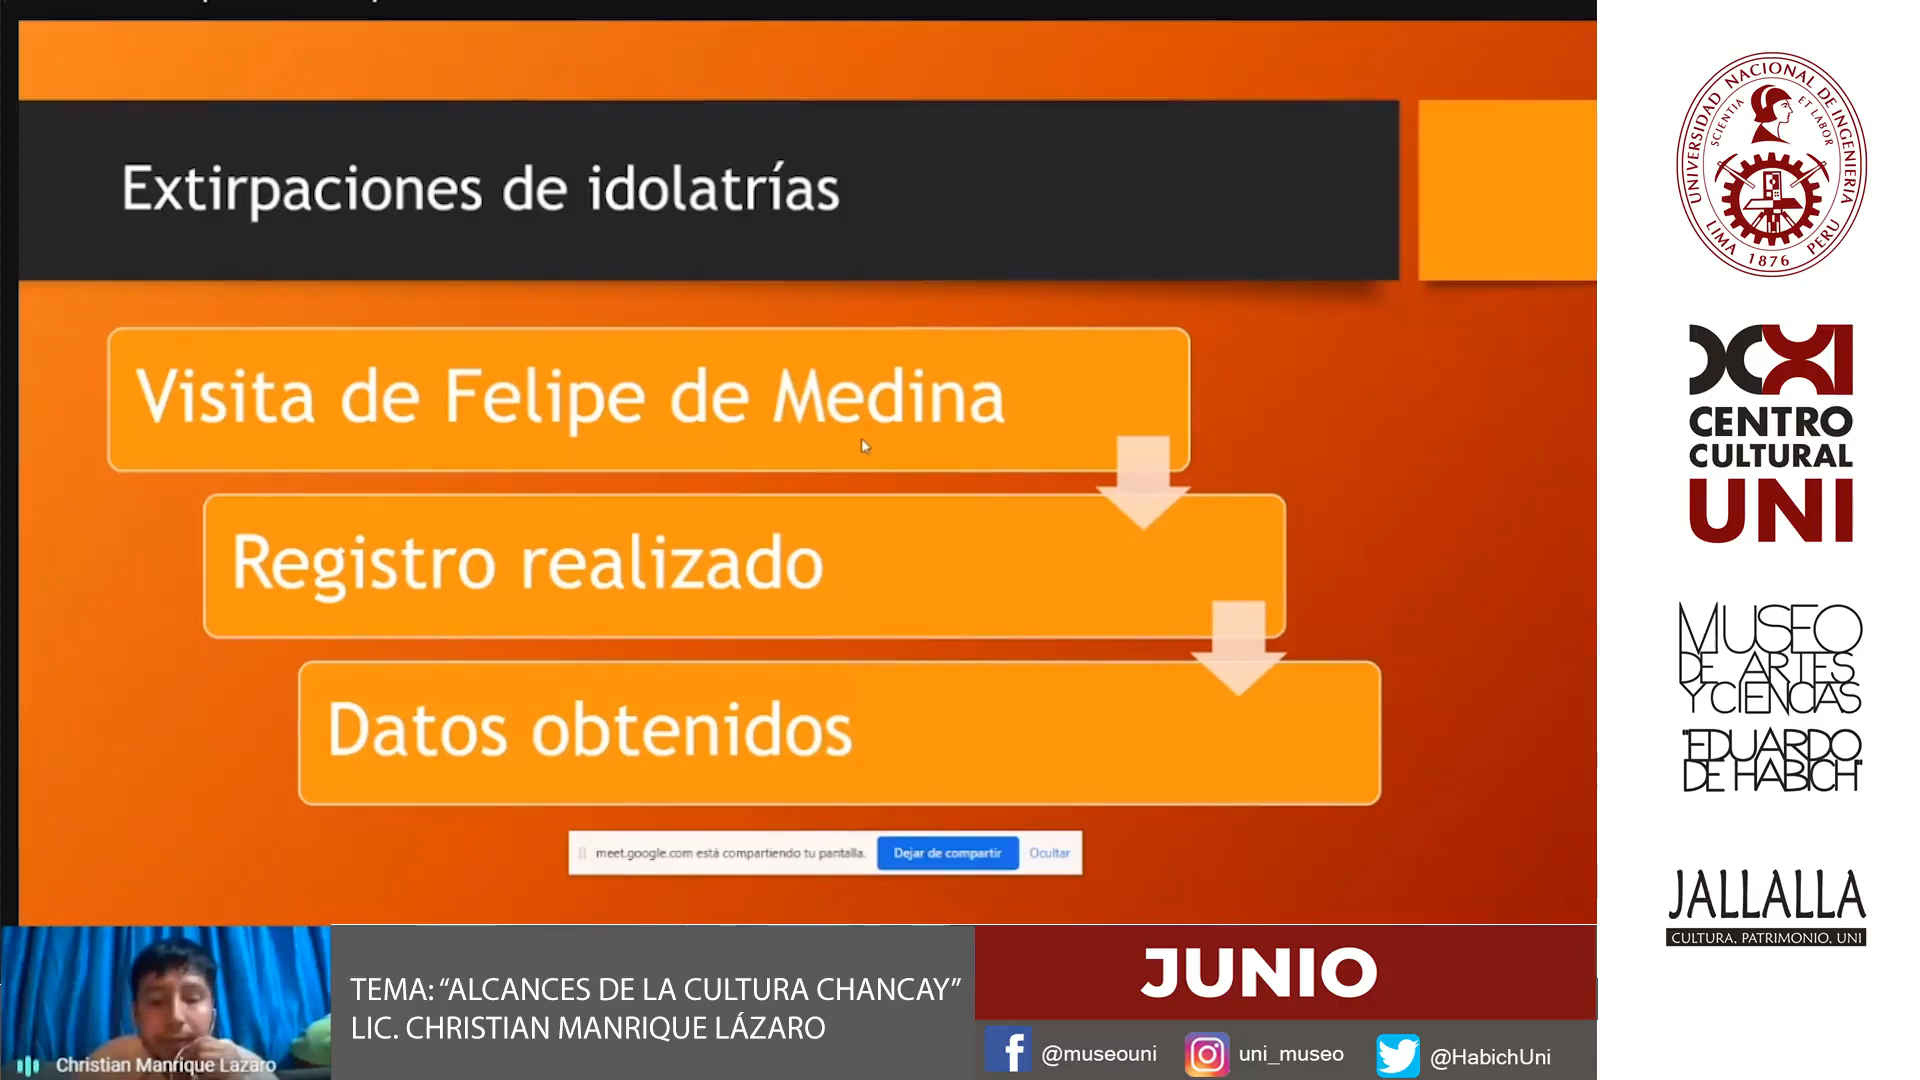 Extirpaciones de idolatrías
Visita de Felipe de Medina
Registro realizado
Datos obtenidos
meet.google.com está compartiendo tu pantalla.
Dejar de compartir
Ocultar
Christian Manrique Lazaro
TEMA: “ALCANCES DE LA CULTURA CHANCAY”
LIC. CHRISTIAN MANRIQUE LÁZARO
JUNIO
@museouni
uni_museo
@HabichUni
UNIVERSIDAD NACIONAL DE INGENIERIA
SCIENTIA ET LABOR
LIMA 1876 PERU
XXI
CENTRO
CULTURAL
UNI
MUSEO
DE ARTES
Y CIENCIAS
"EDUARDO
DE HABICH"
JALLALLA
CULTURA, PATRIMONIO, UNI